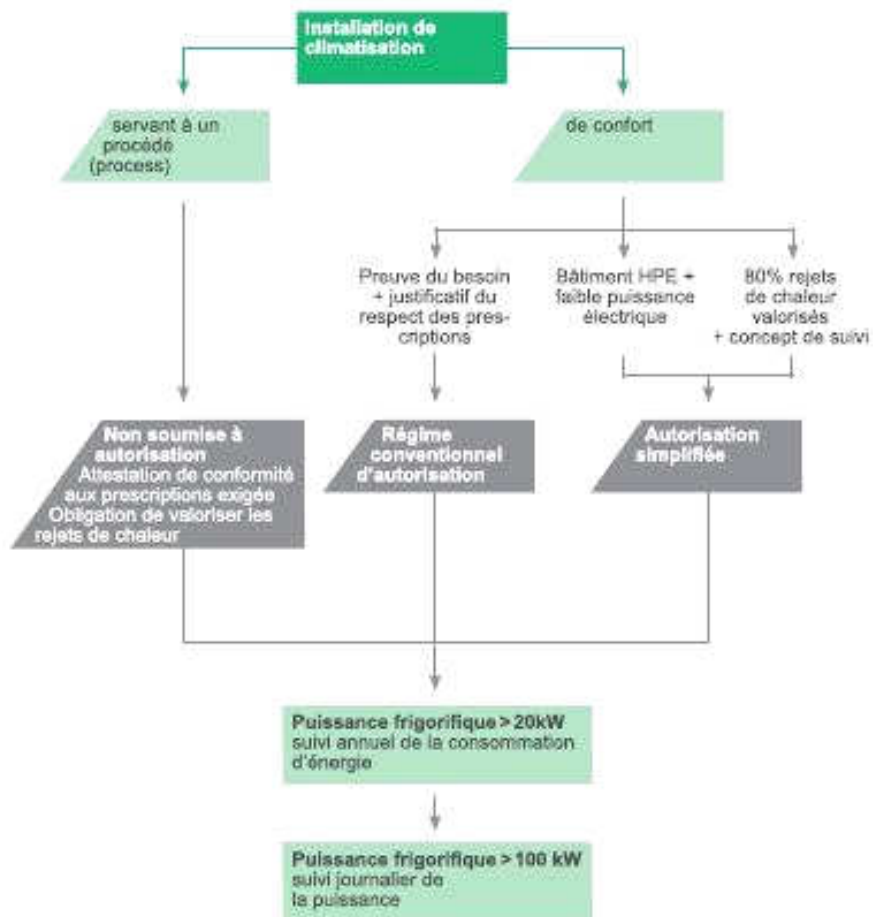 Installation de
climatisation
servant à un
procédé
(process)
de confort
Preuve du besoin
+ justificatif du
respect des pres-
criptions
Bâtiment HPE +
faible puissance
électrique
80% rejets
de chaleur
valorisés
+ concept de suivi
Non soumise à
autorisation
Attestation de conformité
aux prescriptions exigée
Obligation de valoriser les
rejets de chaleur
Régime
conventionnel
d'autorisation
Autorisation
simplifiée
Puissance frigorifique > 20kW
suivi annuel de la consommation
d'énergie
Puissance frigorifique > 100 kW
suivi journalier de
la puissance